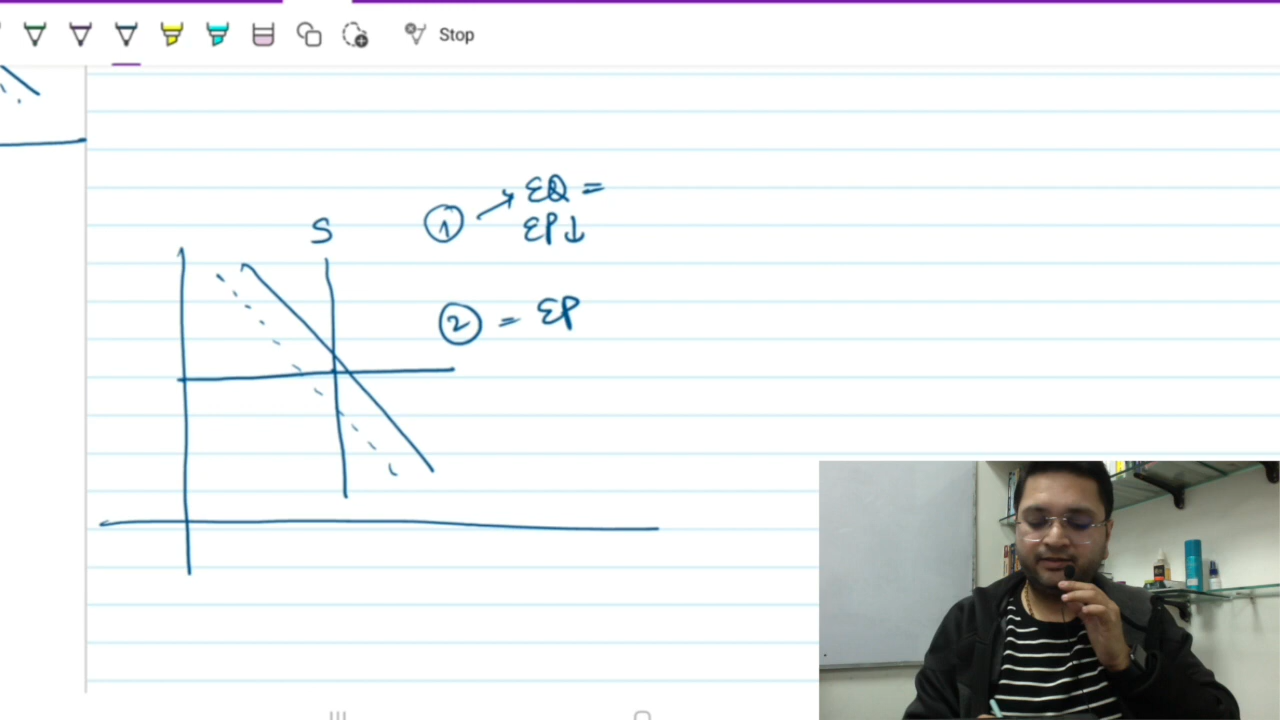 Stop
S
① → EQ =
EP↓
② = EP